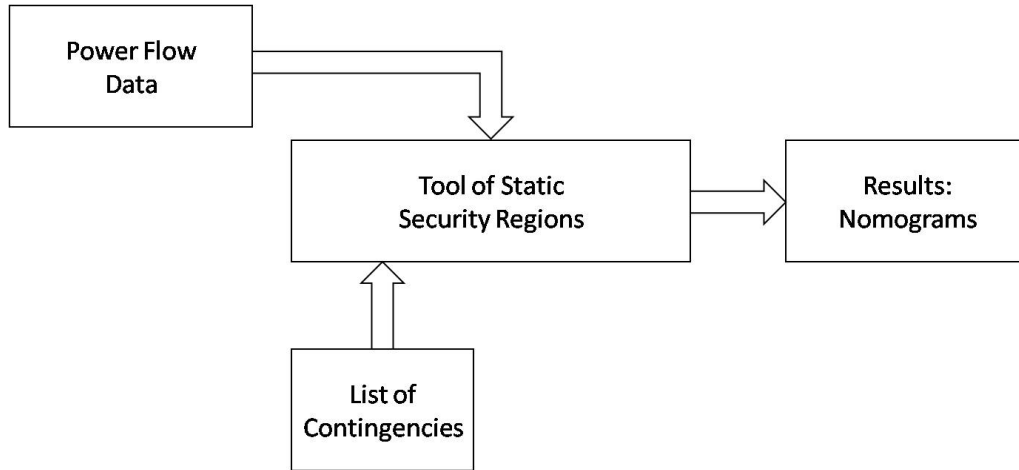 Power Flow
Data
Tool of Static
Security Regions
Results:
Nomograms
List of
Contingencies